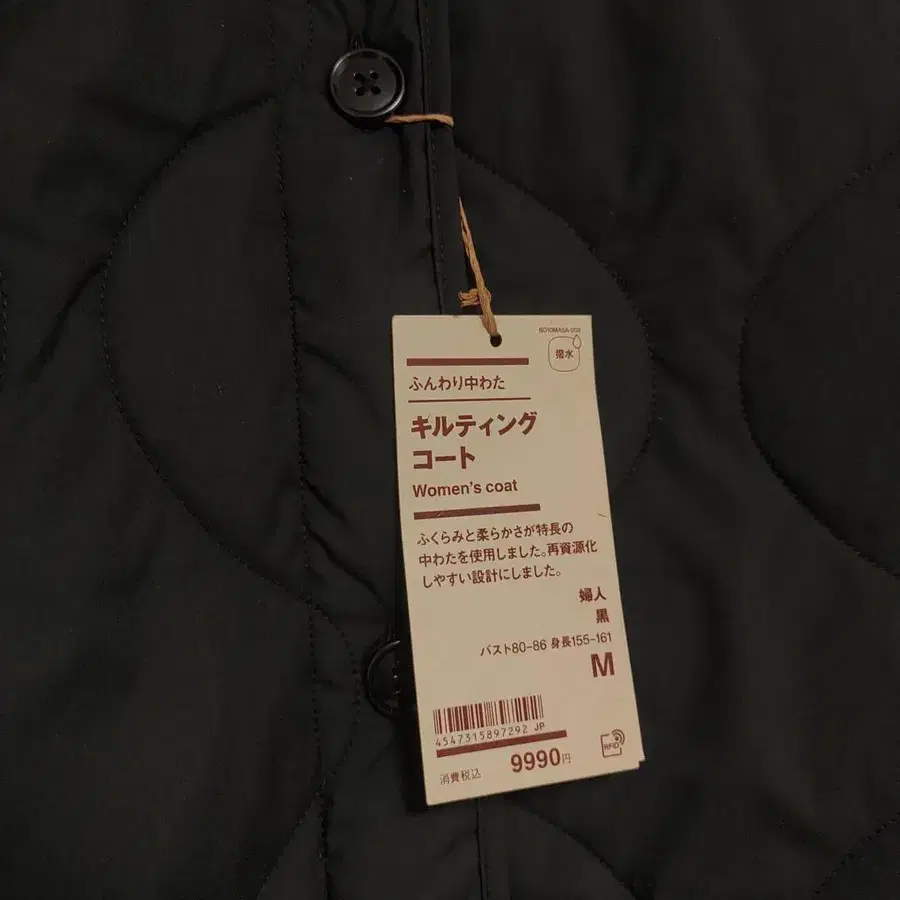 撥水
ふんわり中わた
キルティング
コート
Women's coat
ふくらみと柔らかさが特長の
中わたを使用しました。再資源化
しやすい設計にしました。
婦人
黒
バスト80-86 身長155-161
M
4547315897292 JP
消費税込 9990円
RFID